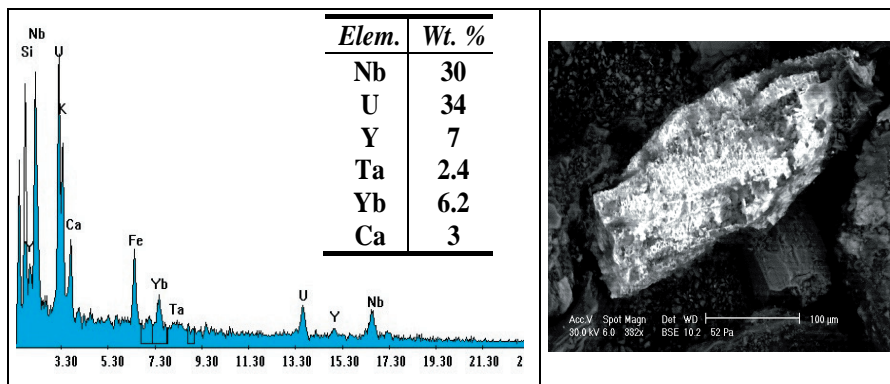 Elem. Wt. %
Nb 30
U 34
Y 7
Ta 2.4
Yb 6.2
Ca 3
Nb
Si
U
K
Y
Ca
Fe
Yb
Ta
U
Y
Nb
3.30 5.30 7.30 9.30 11.30 13.30 15.30 17.30 19.30 21.30 2
Acc.V Spot Magn Det WD 100 µm
30.0 kV 6.0 332x BSE 10.2 52 Pa